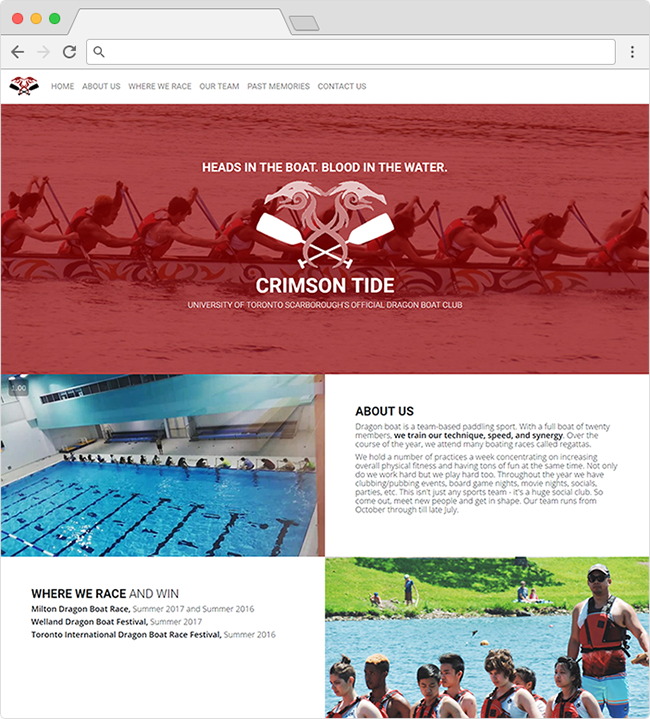 HOME ABOUT US WHERE WE RACE OUR TEAM PAST MEMORIES CONTACT US
HEADS IN THE BOAT. BLOOD IN THE WATER.
CRIMSON TIDE
UNIVERSITY OF TORONTO SCARBOROUGH'S OFFICIAL DRAGON BOAT CLUB
1.00
ABOUT US
Dragon boat is a team-based paddling sport. With a full boat of twenty
members, we train our technique, speed, and synergy. Over the
course of the year, we attend many boating races called regattas.
We hold a number of practices a week concentrating on increasing
overall physical fitness and having tons of fun at the same time. Not only
do we work hard but we play hard too. Throughout the year we have
clubbing/pubbing events, board game nights, movie nights, socials,
parties, etc. This isn't just any sports team - it's a huge social club. So
come out, meet new people and get in shape. Our team runs from
October through till late July.
WHERE WE RACE AND WIN
Milton Dragon Boat Race, Summer 2017 and Summer 2016
Welland Dragon Boat Festival, Summer 2017
Toronto International Dragon Boat Race Festival, Summer 2016